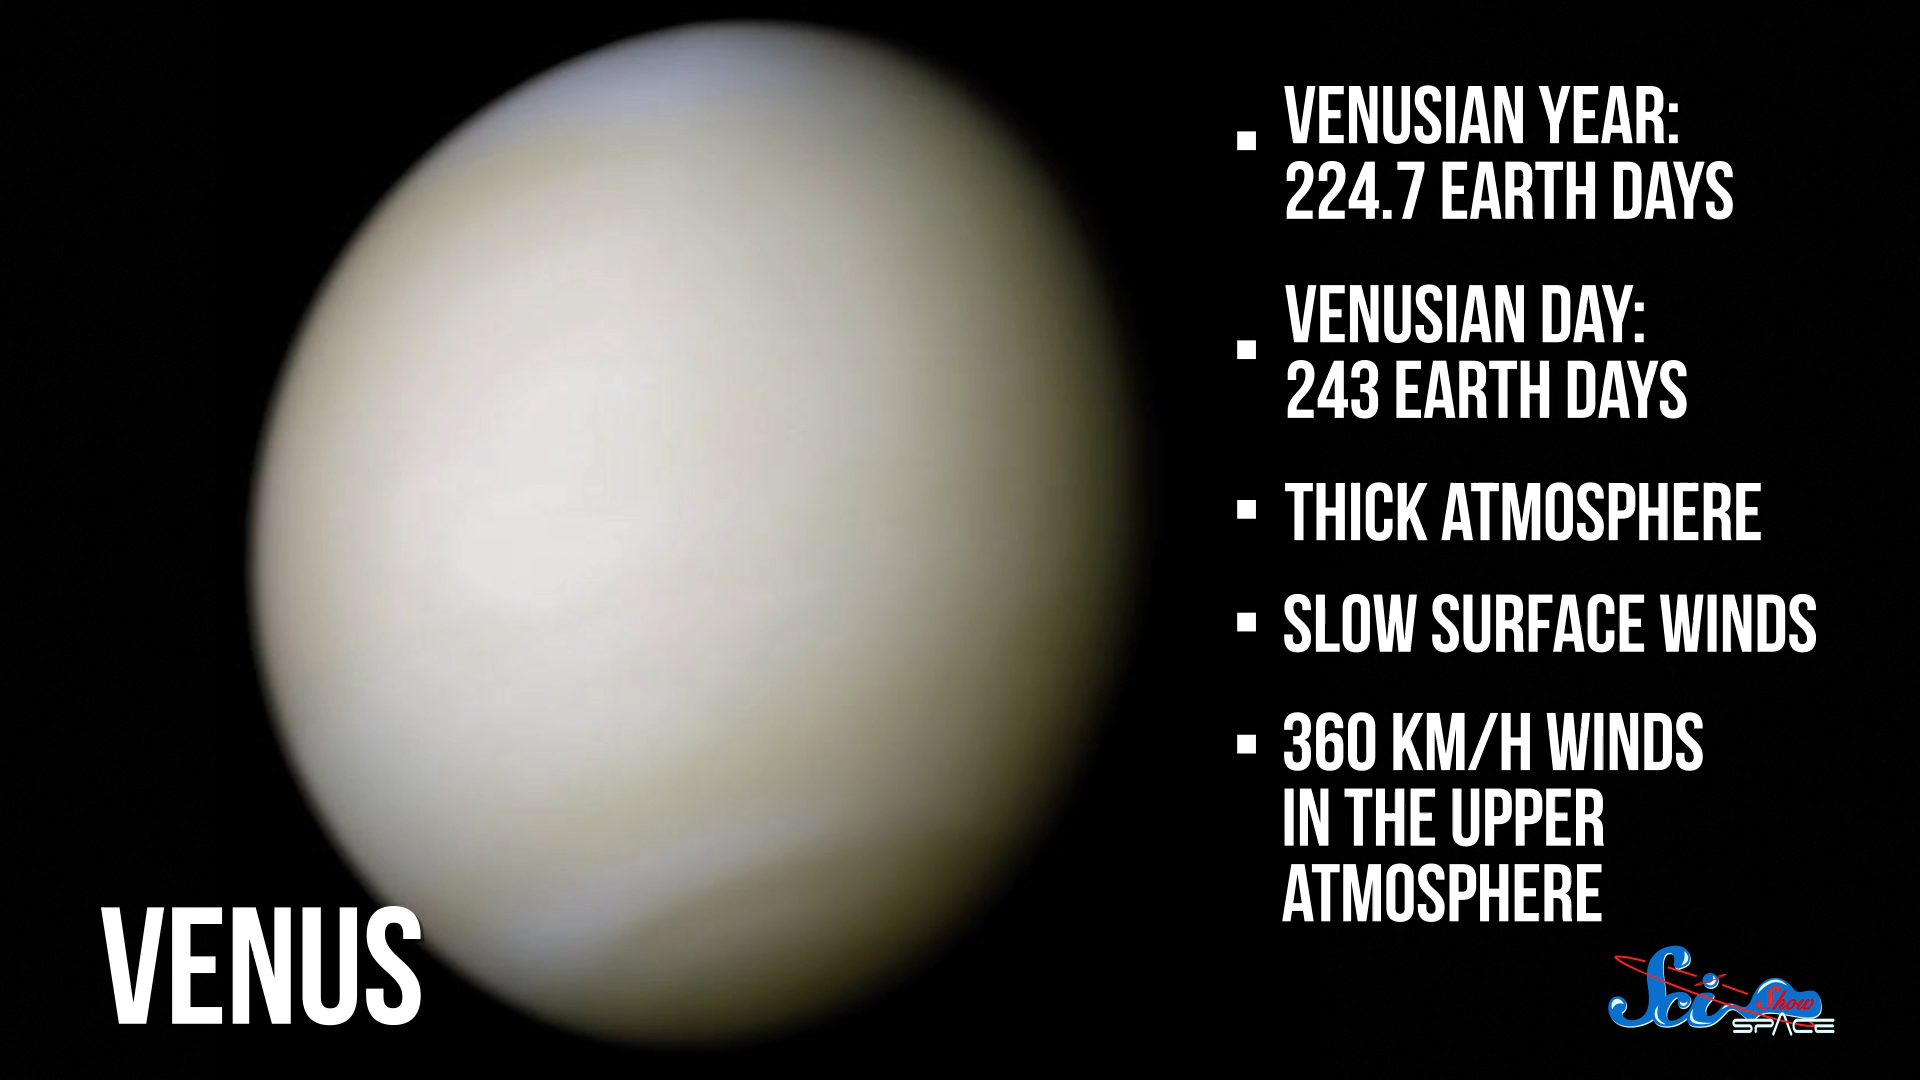 VENUSIAN YEAR:
224.7 EARTH DAYS
VENUSIAN DAY:
243 EARTH DAYS
THICK ATMOSPHERE
SLOW SURFACE WINDS
360 KM/H WINDS
IN THE UPPER
ATMOSPHERE
VENUS
Sci Show
SPACE